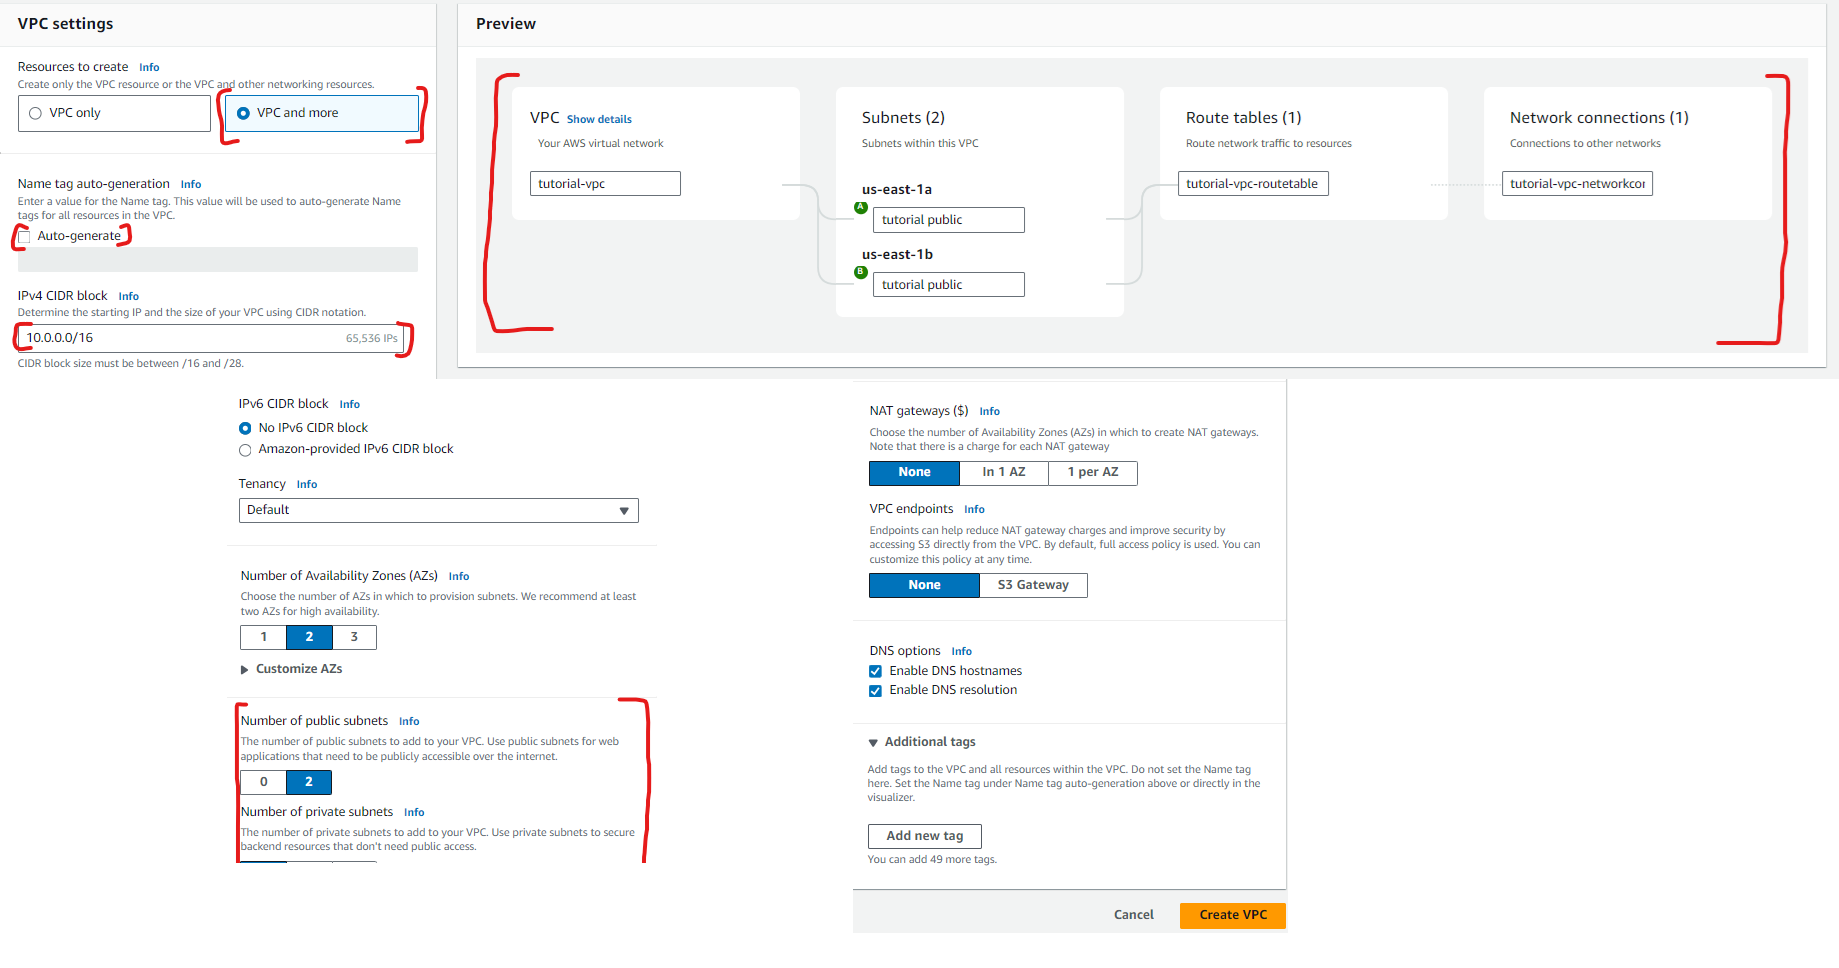 VPC settings
Resources to create Info
Create only the VPC resource or the VPC and other networking resources.
VPC only
VPC and more
Name tag auto-generation Info
Enter a value for the Name tag. This value will be used to auto-generate Name
tags for all resources in the VPC.
Auto-generate
IPv4 CIDR block Info
Determine the starting IP and the size of your VPC using CIDR notation.
10.0.0.0/16 65,536 IPs
CIDR block size must be between /16 and /28.
Preview
VPC Show details
Your AWS virtual network
tutorial-vpc
Subnets (2)
Subnets within this VPC
us-east-1a
A
tutorial public
us-east-1b
B
tutorial public
Route tables (1)
Route network traffic to resources
tutorial-vpc-routetable
Network connections (1)
Connections to other networks
tutorial-vpc-networkcor
IPv6 CIDR block Info
No IPv6 CIDR block
Amazon-provided IPv6 CIDR block
Tenancy Info
Default
Number of Availability Zones (AZs) Info
Choose the number of AZs in which to provision subnets. We recommend at least
two AZs for high availability.
1 2 3
Customize AZs
Number of public subnets Info
The number of public subnets to add to your VPC. Use public subnets for web
applications that need to be publicly accessible over the internet.
0 2
Number of private subnets Info
The number of private subnets to add to your VPC. Use private subnets to secure
backend resources that don't need public access.
NAT gateways ($) Info
Choose the number of Availability Zones (AZs) in which to create NAT gateways.
Note that there is a charge for each NAT gateway
None In 1 AZ 1 per AZ
VPC endpoints Info
Endpoints can help reduce NAT gateway charges and improve security by
accessing S3 directly from the VPC. By default, full access policy is used. You can
customize this policy at any time.
None S3 Gateway
DNS options Info
Enable DNS hostnames
Enable DNS resolution
Additional tags
Add tags to the VPC and all resources within the VPC. Do not set the Name tag
here. Set the Name tag under Name tag auto-generation above or directly in the
visualizer.
Add new tag
You can add 49 more tags.
Cancel Create VPC